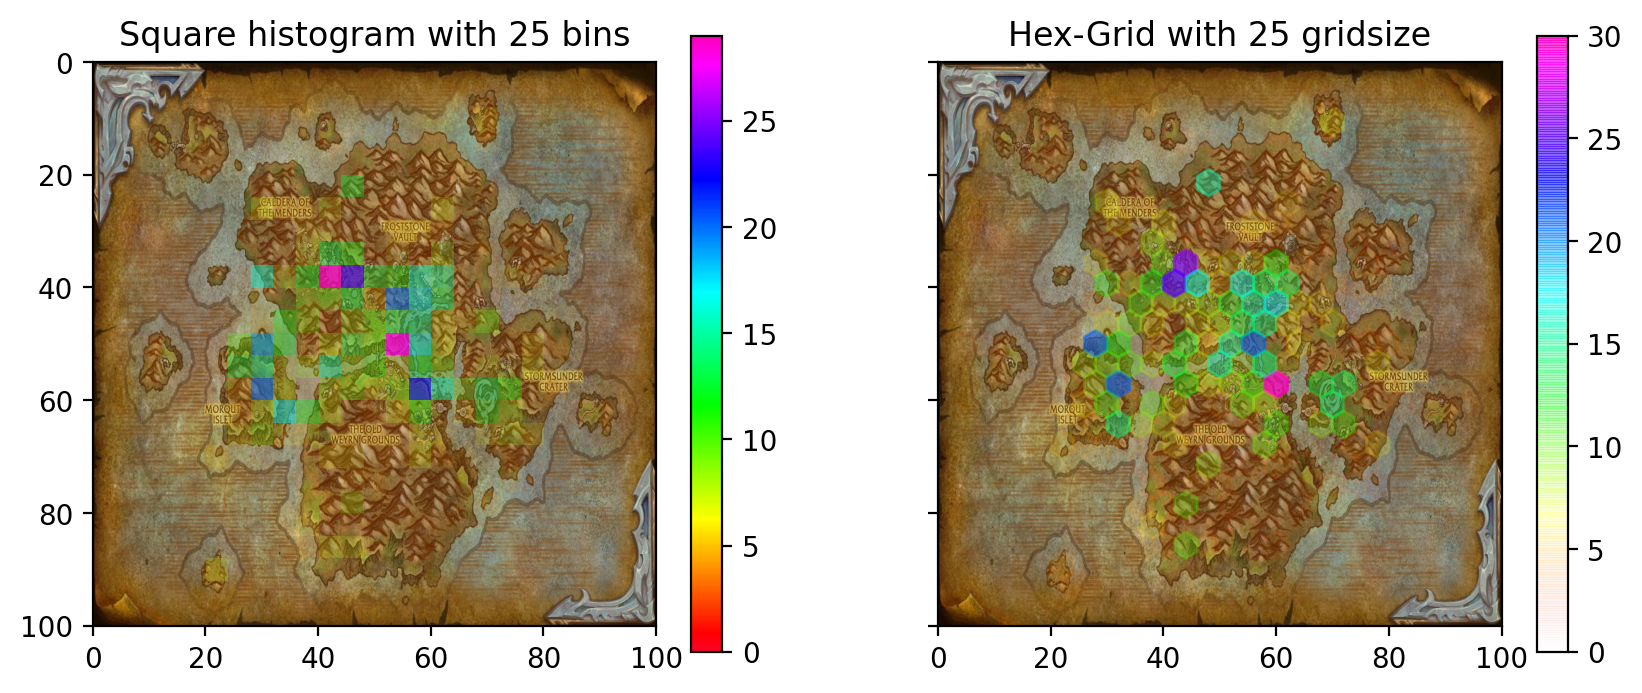 Square histogram with 25 bins
0
20
40
60
80
100
0
20
40
60
80
100
CALDERA OF
THE MENDERS
FROSTSTONE
VAULT
STORMSUNDER
CRATER
MORQUT
ISLET
THE OLD
WEYRN GROUNDS
25
20
15
10
5
0
Hex-Grid with 25 gridsize
0
20
40
60
80
100
CALDERA OF
THE MENDERS
FROSTSTONE
VAULT
STORMSUNDER
CRATER
MORQUT
ISLET
THE OLD
WEYRN GROUNDS
30
25
20
15
10
5
0